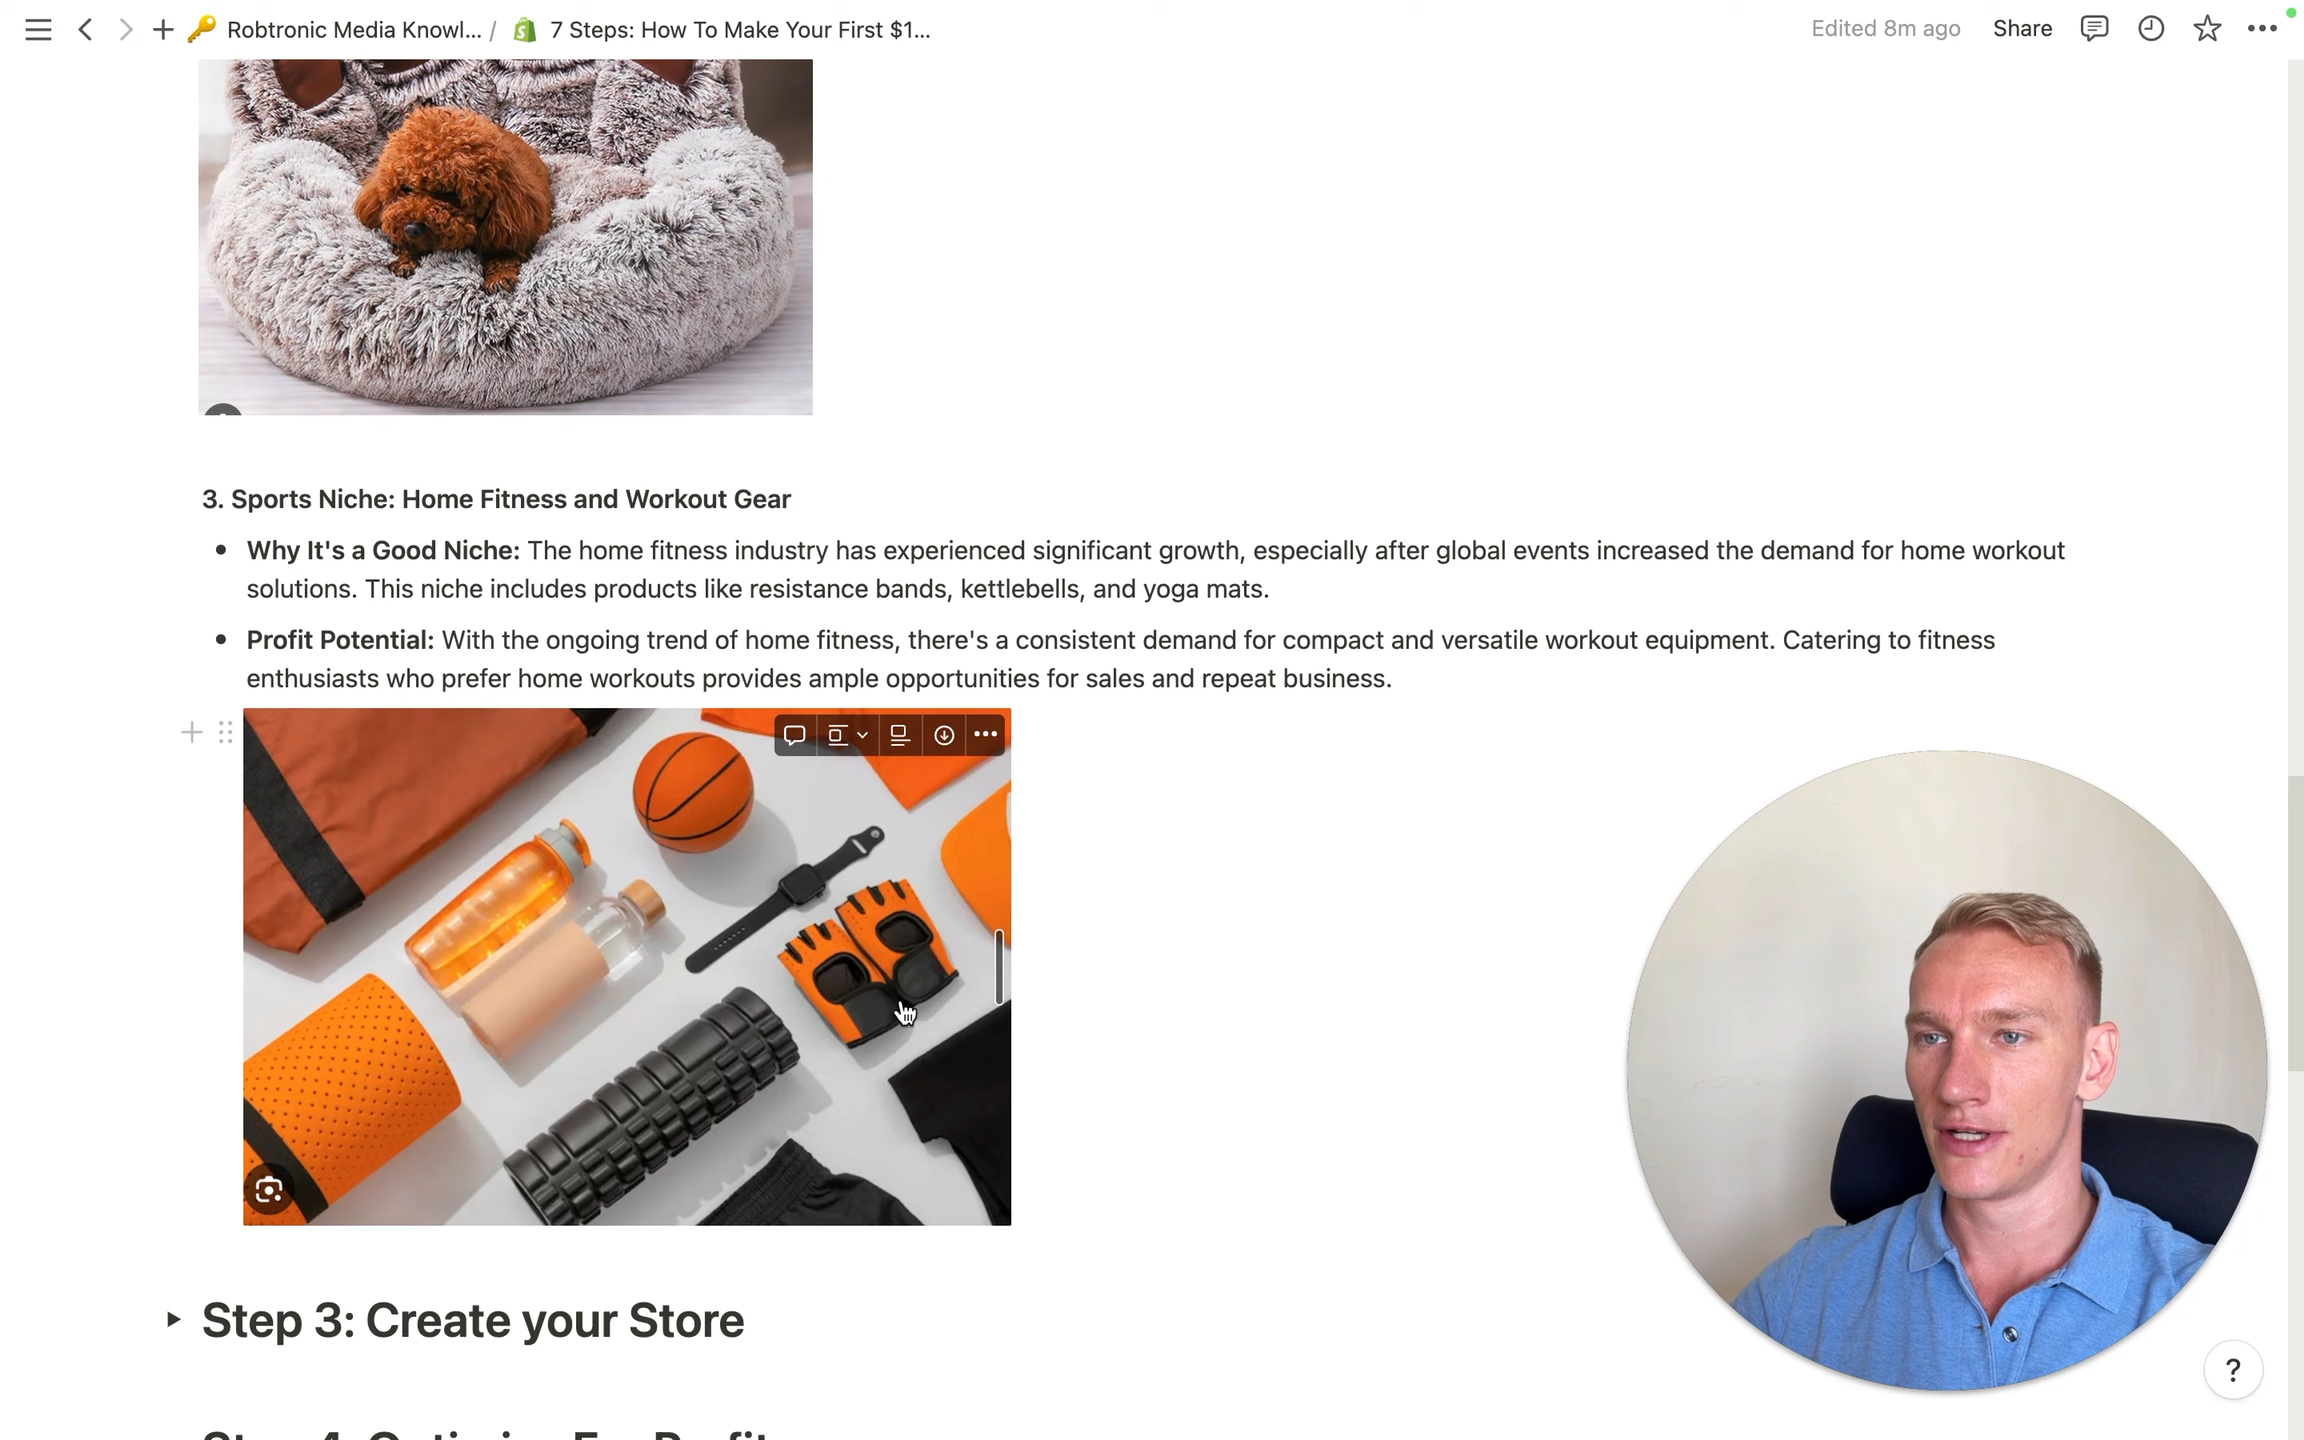 Robtronic Media Knowl... / 7 Steps: How To Make Your First $1...
Edited 8m ago Share
3. Sports Niche: Home Fitness and Workout Gear
• Why It's a Good Niche: The home fitness industry has experienced significant growth, especially after global events increased the demand for home workout
solutions. This niche includes products like resistance bands, kettlebells, and yoga mats.
• Profit Potential: With the ongoing trend of home fitness, there's a consistent demand for compact and versatile workout equipment. Catering to fitness
enthusiasts who prefer home workouts provides ample opportunities for sales and repeat business.
Step 3: Create your Store
?